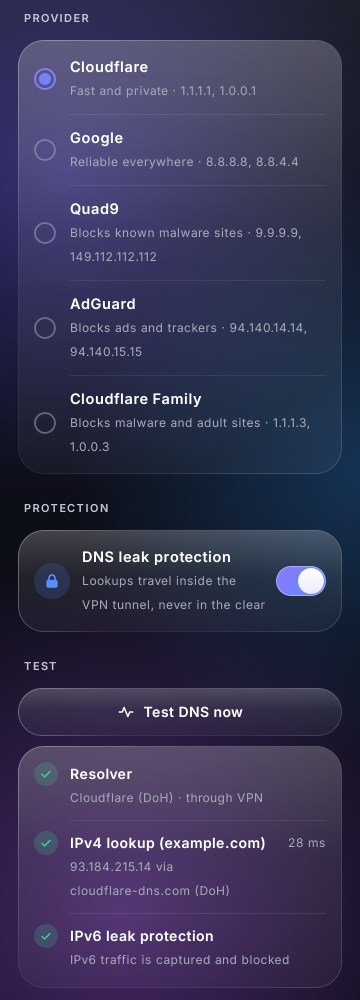 PROVIDER
Cloudflare
Fast and private · 1.1.1.1, 1.0.0.1
Google
Reliable everywhere · 8.8.8.8, 8.8.4.4
Quad9
Blocks known malware sites · 9.9.9.9,
149.112.112.112
AdGuard
Blocks ads and trackers · 94.140.14.14,
94.140.15.15
Cloudflare Family
Blocks malware and adult sites · 1.1.1.3,
1.0.0.3
PROTECTION
DNS leak protection
Lookups travel inside the
VPN tunnel, never in the clear
TEST
Test DNS now
Resolver
Cloudflare (DoH) · through VPN
IPv4 lookup (example.com) 28 ms
93.184.215.14 via
cloudflare-dns.com (DoH)
IPv6 leak protection
IPv6 traffic is captured and blocked